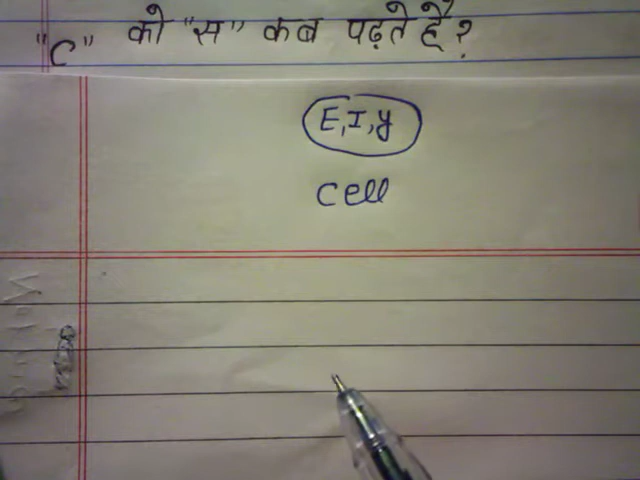 "C" को "स" कब पढ़ते हैं?
E, I, y
cell